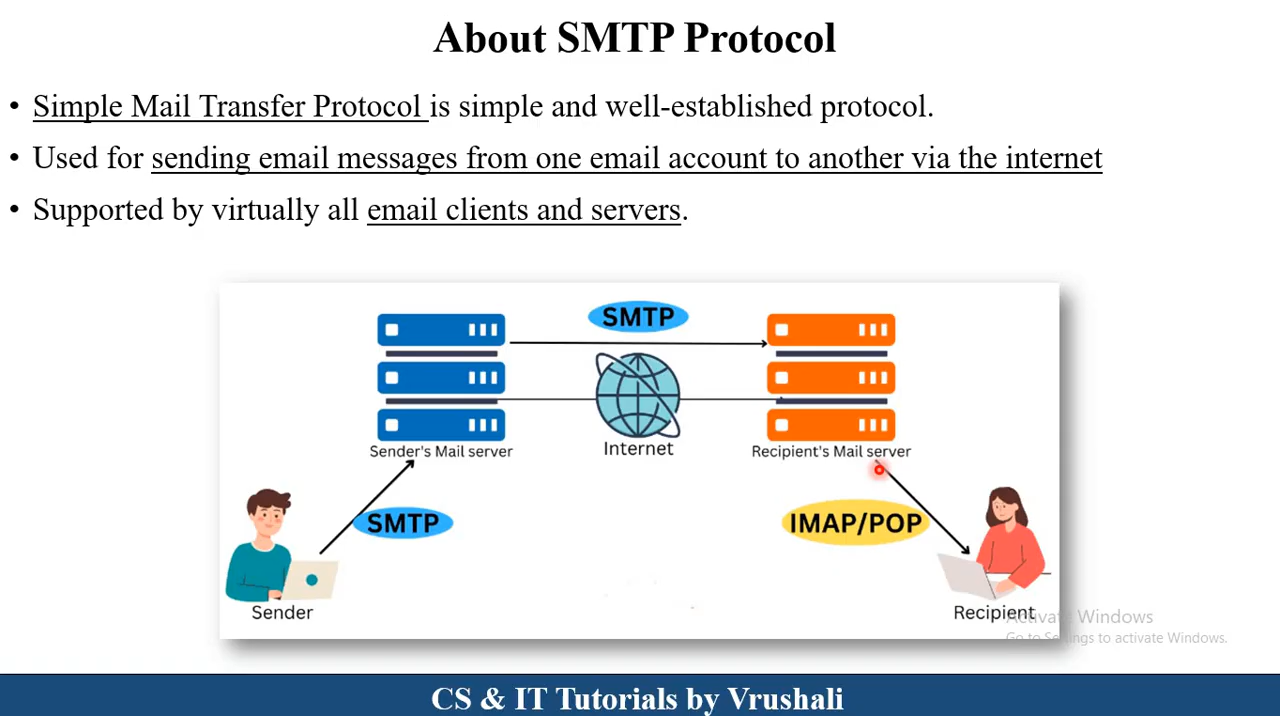 About SMTP Protocol
• Simple Mail Transfer Protocol is simple and well-established protocol.
• Used for sending email messages from one email account to another via the internet
• Supported by virtually all email clients and servers.
SMTP
Sender's Mail server
Internet
Recipient's Mail server
SMTP
IMAP/POP
Sender
Recipient
Activate Windows
Go to Settings to activate Windows.
CS & IT Tutorials by Vrushali